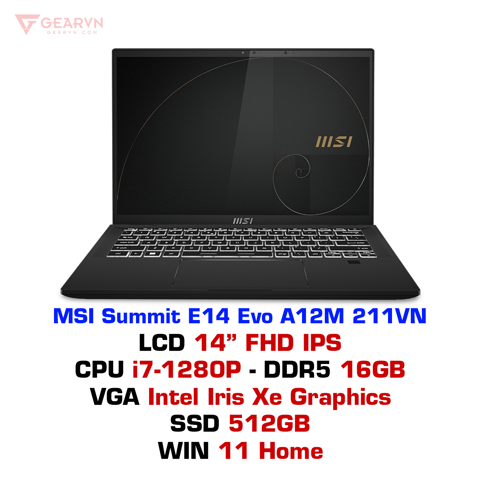 GEARVN
GEARVN.COM
msi
msi
MSI Summit E14 Evo A12M 211VN
LCD 14” FHD IPS
CPU i7-1280P - DDR5 16GB
VGA Intel Iris Xe Graphics
SSD 512GB
WIN 11 Home